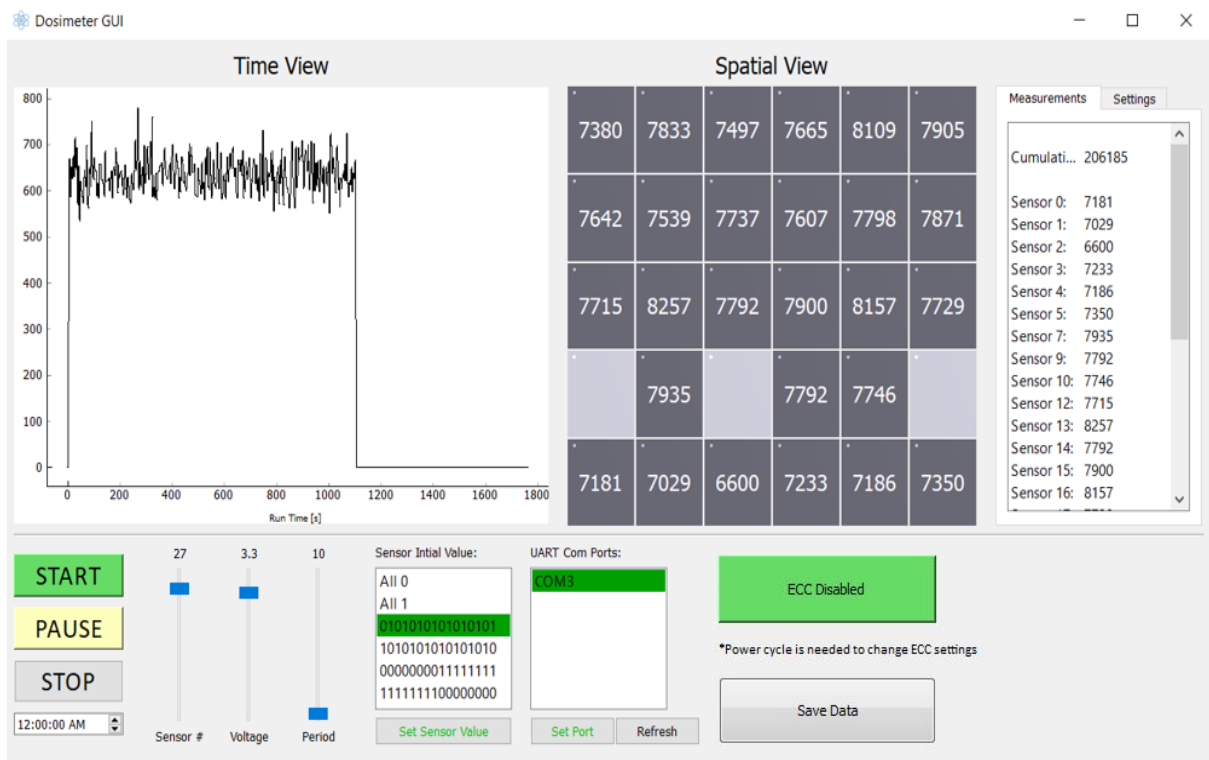 Dosimeter GUI
Time View
800
700
600
500
400
300
200
100
0
0 200 400 600 800 1000 1200 1400 1600 1800
Run Time [s]
Spatial View
7380 7833 7497 7665 8109 7905
7642 7539 7737 7607 7798 7871
7715 8257 7792 7900 8157 7729
7935 7792 7746
7181 7029 6600 7233 7186 7350
Measurements Settings
Cumulati... 206185
Sensor 0: 7181
Sensor 1: 7029
Sensor 2: 6600
Sensor 3: 7233
Sensor 4: 7186
Sensor 5: 7350
Sensor 7: 7935
Sensor 9: 7792
Sensor 10: 7746
Sensor 12: 7715
Sensor 13: 8257
Sensor 14: 7792
Sensor 15: 7900
Sensor 16: 8157
START
PAUSE
STOP
12:00:00 AM
27 3.3 10
Sensor # Voltage Period
Sensor Intial Value:
All 0
All 1
0101010101010101
1010101010101010
0000000011111111
1111111100000000
Set Sensor Value
UART Com Ports:
COM3
Set Port Refresh
ECC Disabled
*Power cycle is needed to change ECC settings
Save Data